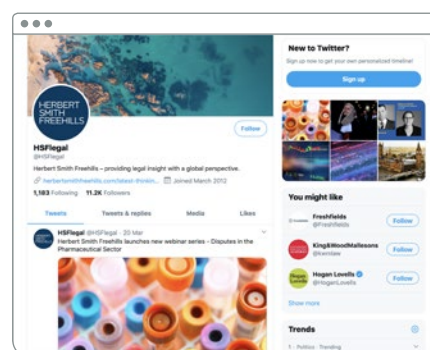 HERBERT
SMITH
FREEHILLS
Follow
HSFlegal
@HSFlegal
Herbert Smith Freehills – providing legal insight with a global perspective.
herbertsmithfreehills.com/latest-thinkin... Joined March 2012
1,183 Following 11.2K Followers
Tweets Tweets & replies Media Likes
HSFlegal @HSFlegal · 20 Mar
Herbert Smith Freehills launches new webinar series - Disputes in the
Pharmaceutical Sector
New to Twitter?
Sign up now to get your own personalized timeline!
Sign up
You might like
Freshfields
@Freshfields
Follow
King&WoodMallesons
@kwmlaw
Follow
Hogan Lovells
@HoganLovells
Follow
Show more
Trends
1 · Politics · Trending